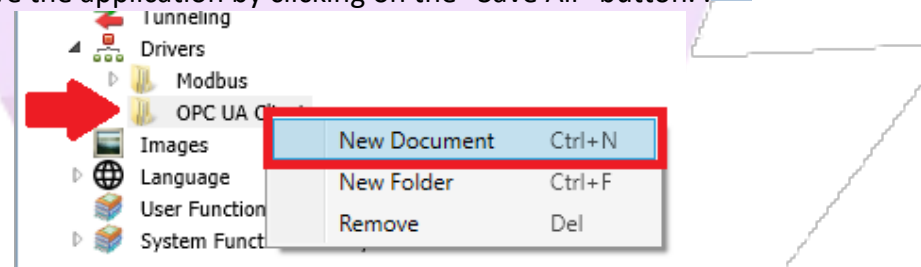 the application by clicking on the "Save All" button. .
Tunneling
Drivers
Modbus
OPC UA
Images
Language
User Function
System Funct
New Document Ctrl+N
New Folder Ctrl+F
Remove Del